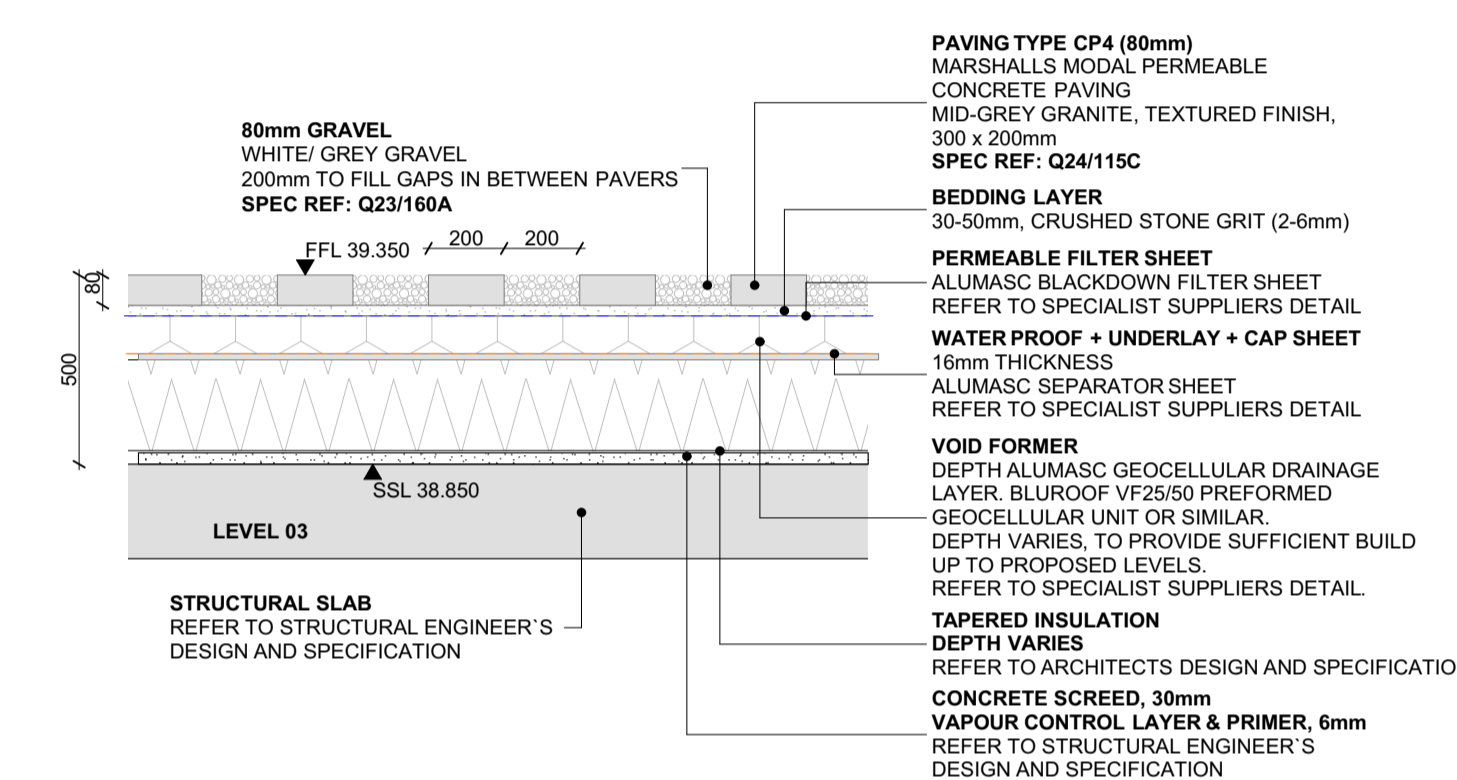 PAVING TYPE CP4 (80mm)
MARSHALLS MODAL PERMEABLE
CONCRETE PAVING
MID-GREY GRANITE, TEXTURED FINISH,
300 x 200mm
SPEC REF: Q24/115C
80mm GRAVEL
WHITE/ GREY GRAVEL
200mm TO FILL GAPS IN BETWEEN PAVERS
SPEC REF: Q23/160A
BEDDING LAYER
30-50mm, CRUSHED STONE GRIT (2-6mm)
FFL 39.350
200
200
80
500
PERMEABLE FILTER SHEET
ALUMASC BLACKDOWN FILTER SHEET
REFER TO SPECIALIST SUPPLIERS DETAIL
WATER PROOF + UNDERLAY + CAP SHEET
16mm THICKNESS
ALUMASC SEPARATOR SHEET
REFER TO SPECIALIST SUPPLIERS DETAIL
VOID FORMER
DEPTH ALUMASC GEOCELLULAR DRAINAGE
LAYER. BLUROOF VF25/50 PREFORMED
GEOCELLULAR UNIT OR SIMILAR.
DEPTH VARIES, TO PROVIDE SUFFICIENT BUILD
UP TO PROPOSED LEVELS.
REFER TO SPECIALIST SUPPLIERS DETAIL.
SSL 38.850
LEVEL 03
STRUCTURAL SLAB
REFER TO STRUCTURAL ENGINEER`S
DESIGN AND SPECIFICATION
TAPERED INSULATION
DEPTH VARIES
REFER TO ARCHITECTS DESIGN AND SPECIFICATIO
CONCRETE SCREED, 30mm
VAPOUR CONTROL LAYER & PRIMER, 6mm
REFER TO STRUCTURAL ENGINEER`S
DESIGN AND SPECIFICATION